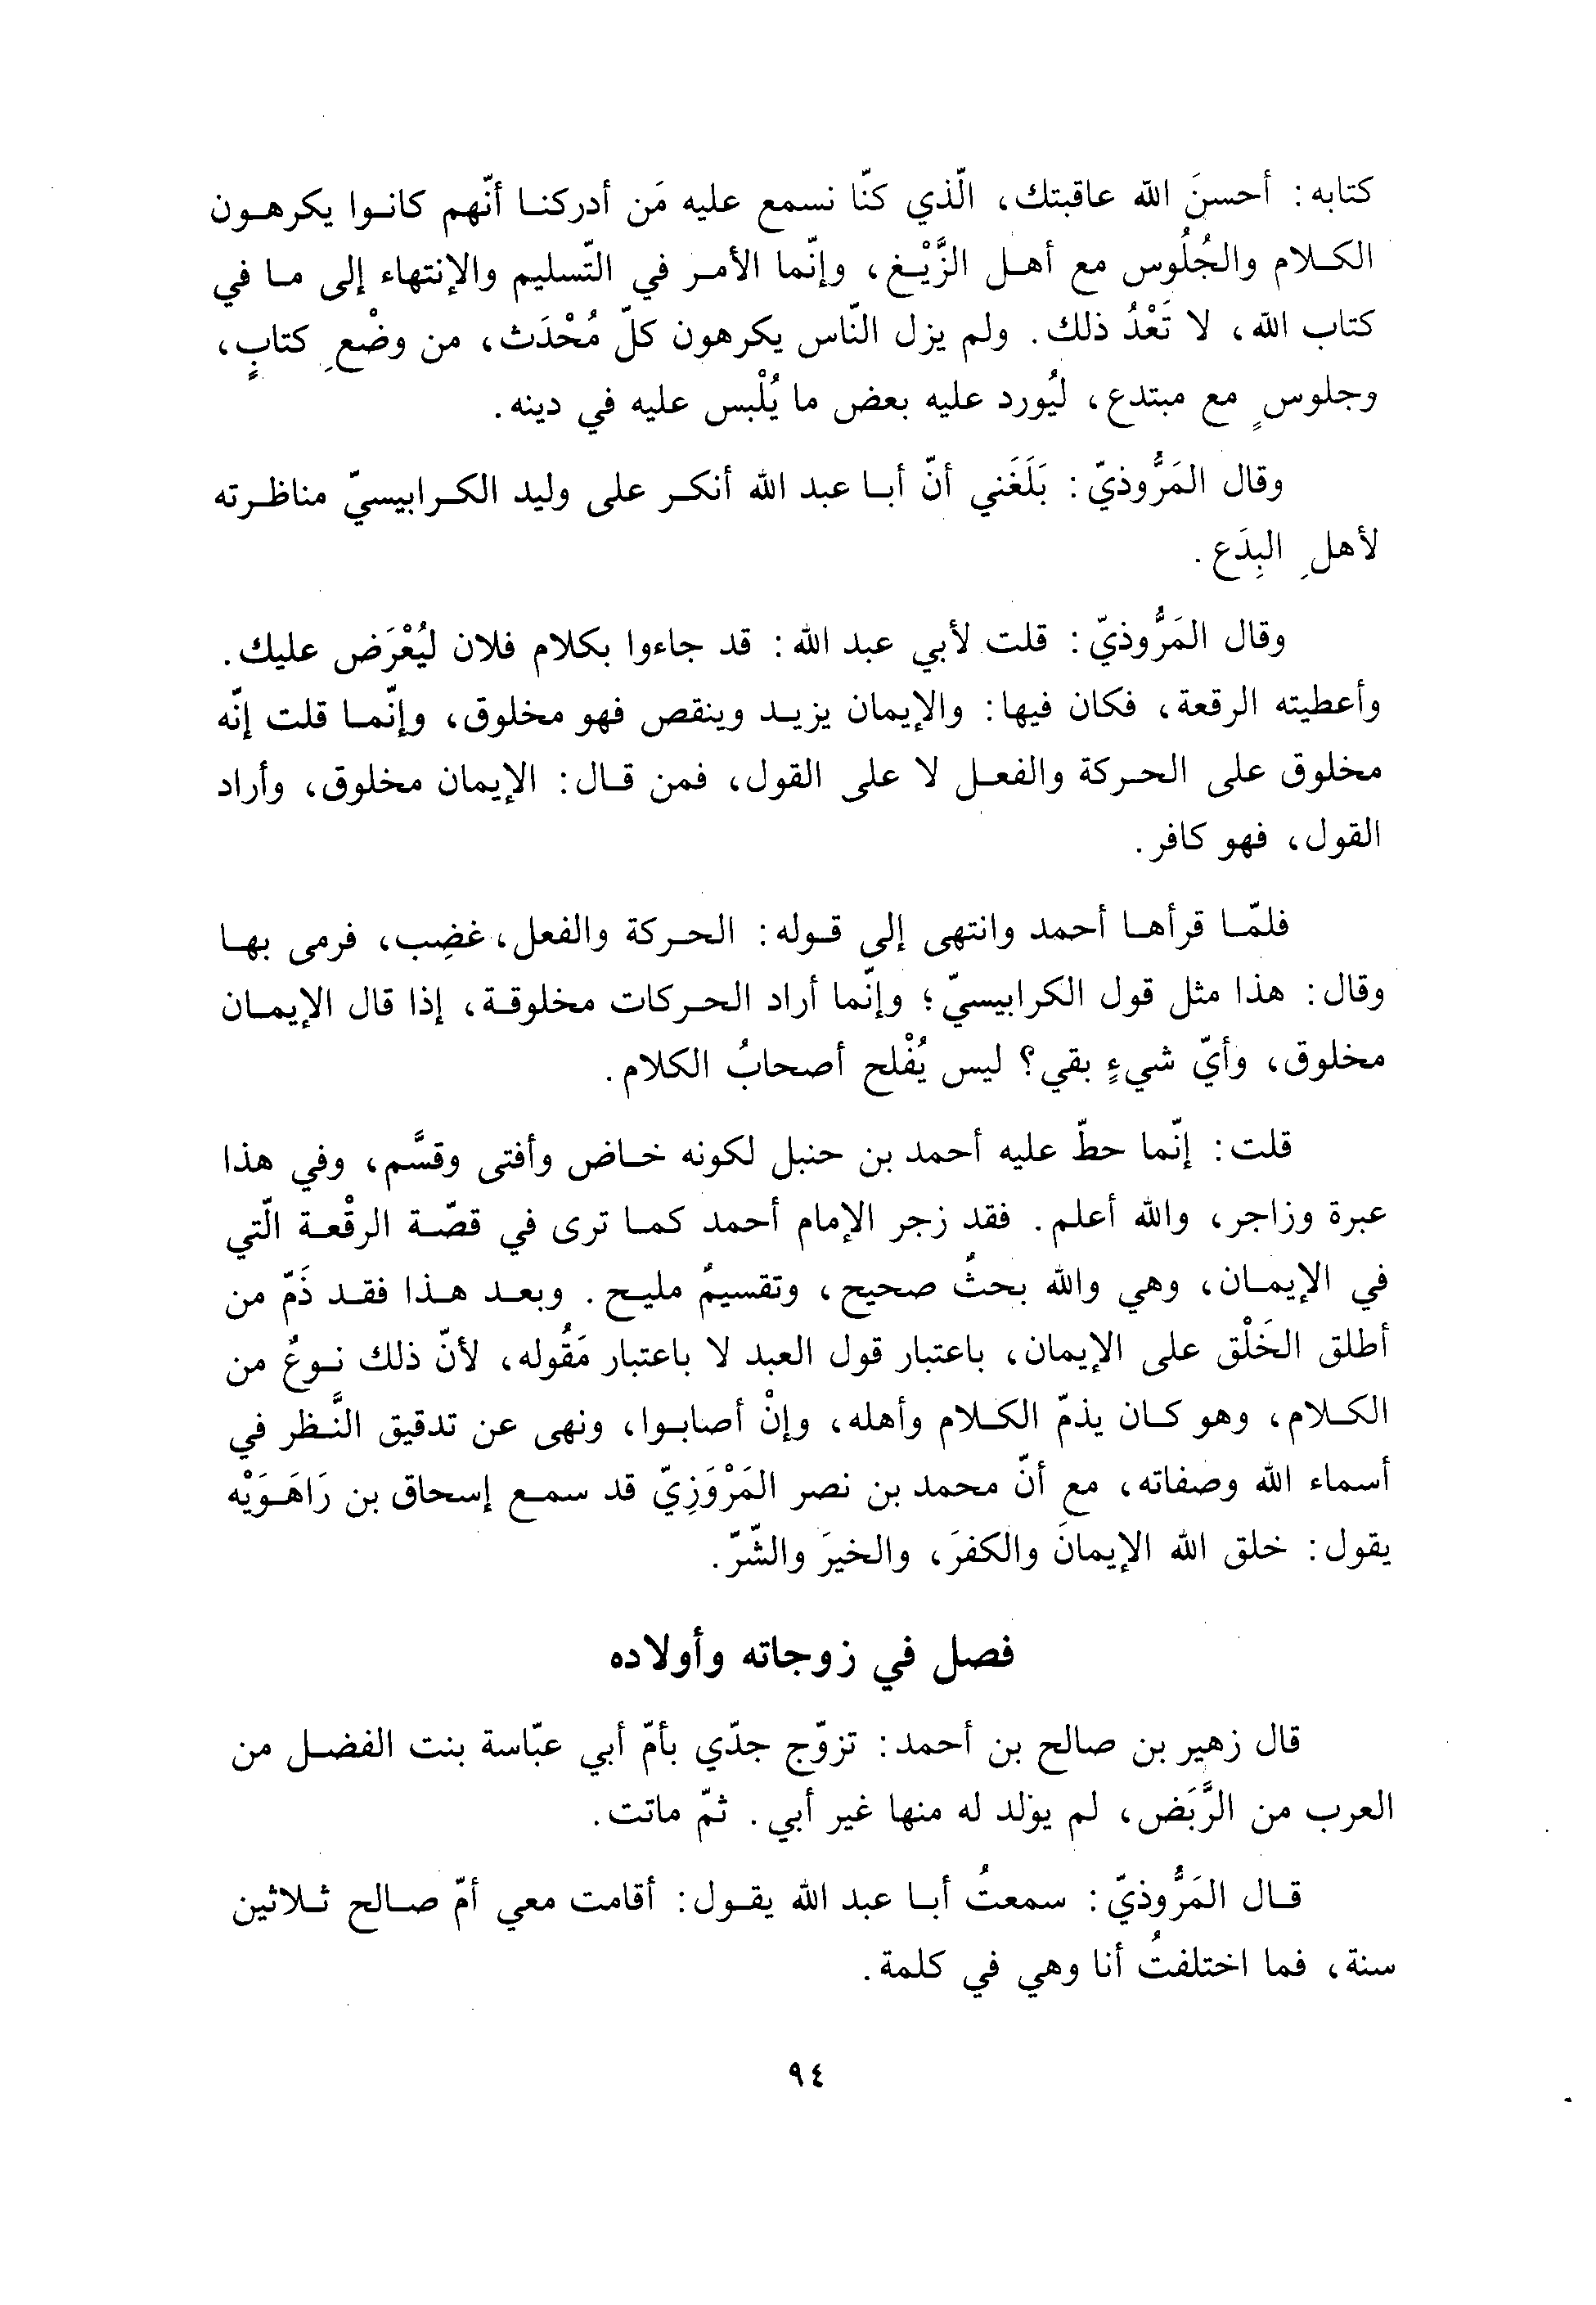 كتابه: أحسنَ الله عاقبتك، الّذي كنّا نسمع عليه مَن أدركنا أنّهم كانوا يكرهون
الكلام والجُلُوس مع أهل الزَّيْغ، وإنّما الأمر في التّسليم والإنتهاء إلى ما في
كتاب الله، لا تَعْدُ ذلك. ولم يزل النّاس يكرهون كلّ مُحْدَث، من وضْعِ كتابٍ،
وجلوسٍ مع مبتدع، ليُورد عليه بعض ما يُلْبس عليه في دينه.
وقال المَرُّوذيّ: بَلَغَني أنّ أبا عبد الله أنكر على وليد الكرابيسيّ مناظرته
لأهلِ البِدَع.
وقال المَرُّوذيّ: قلت لأبي عبد الله: قد جاءوا بكلام فلان ليُعْرَض عليك.
وأعطيته الرقعة، فكان فيها: والإيمان يزيد وينقص فهو مخلوق، وإنّما قلت إنّه
مخلوق على الحركة والفعل لا على القول، فمن قال: الإيمان مخلوق، وأراد
القول، فهو كافر.
فلمّا قرأها أحمد وانتهى إلى قوله: الحركة والفعل، غضِب، فرمى بها
وقال: هذا مثل قول الكرابيسيّ؛ وإنّما أراد الحركات مخلوقة، إذا قال الإيمان
مخلوق، وأيّ شيءٍ بقي؟ ليس يُفْلح أصحابُ الكلام.
قلت: إنّما حطّ عليه أحمد بن حنبل لكونه خاض وأفتى وقسَّم، وفي هذا
عبرة وزاجر، والله أعلم. فقد زجر الإمام أحمد كما ترى في قصّة الرقْعة الّتي
في الإيمان، وهي والله بحثٌ صحيح، وتقسيمٌ مليح. وبعد هذا فقد ذَمّ من
أطلق الخَلْق على الإيمان، باعتبار قول العبد لا باعتبار مَقُوله، لأنّ ذلك نوعٌ من
الكلام، وهو كان يذمّ الكلام وأهله، وإنْ أصابوا، ونهى عن تدقيق النَّظر في
أسماء الله وصفاته، مع أنّ محمد بن نصر المَرْوَزِيّ قد سمع إسحاق بن رَاهَوَيْه
يقول: خلق الله الإيمانَ والكفرَ، والخيرَ والشّرّ.
فصل في زوجاته وأولاده
قال زهير بن صالح بن أحمد: تزوّج جدّي بأمّ أبي عبّاسة بنت الفضل من
العرب من الرَّبَض، لم يولد له منها غير أبي. ثمّ ماتت.
قال المَرُّوذيّ: سمعتُ أبا عبد الله يقول: أقامت معي أمّ صالح ثلاثين
سنة، فما اختلفتُ أنا وهي في كلمة.
٩٤